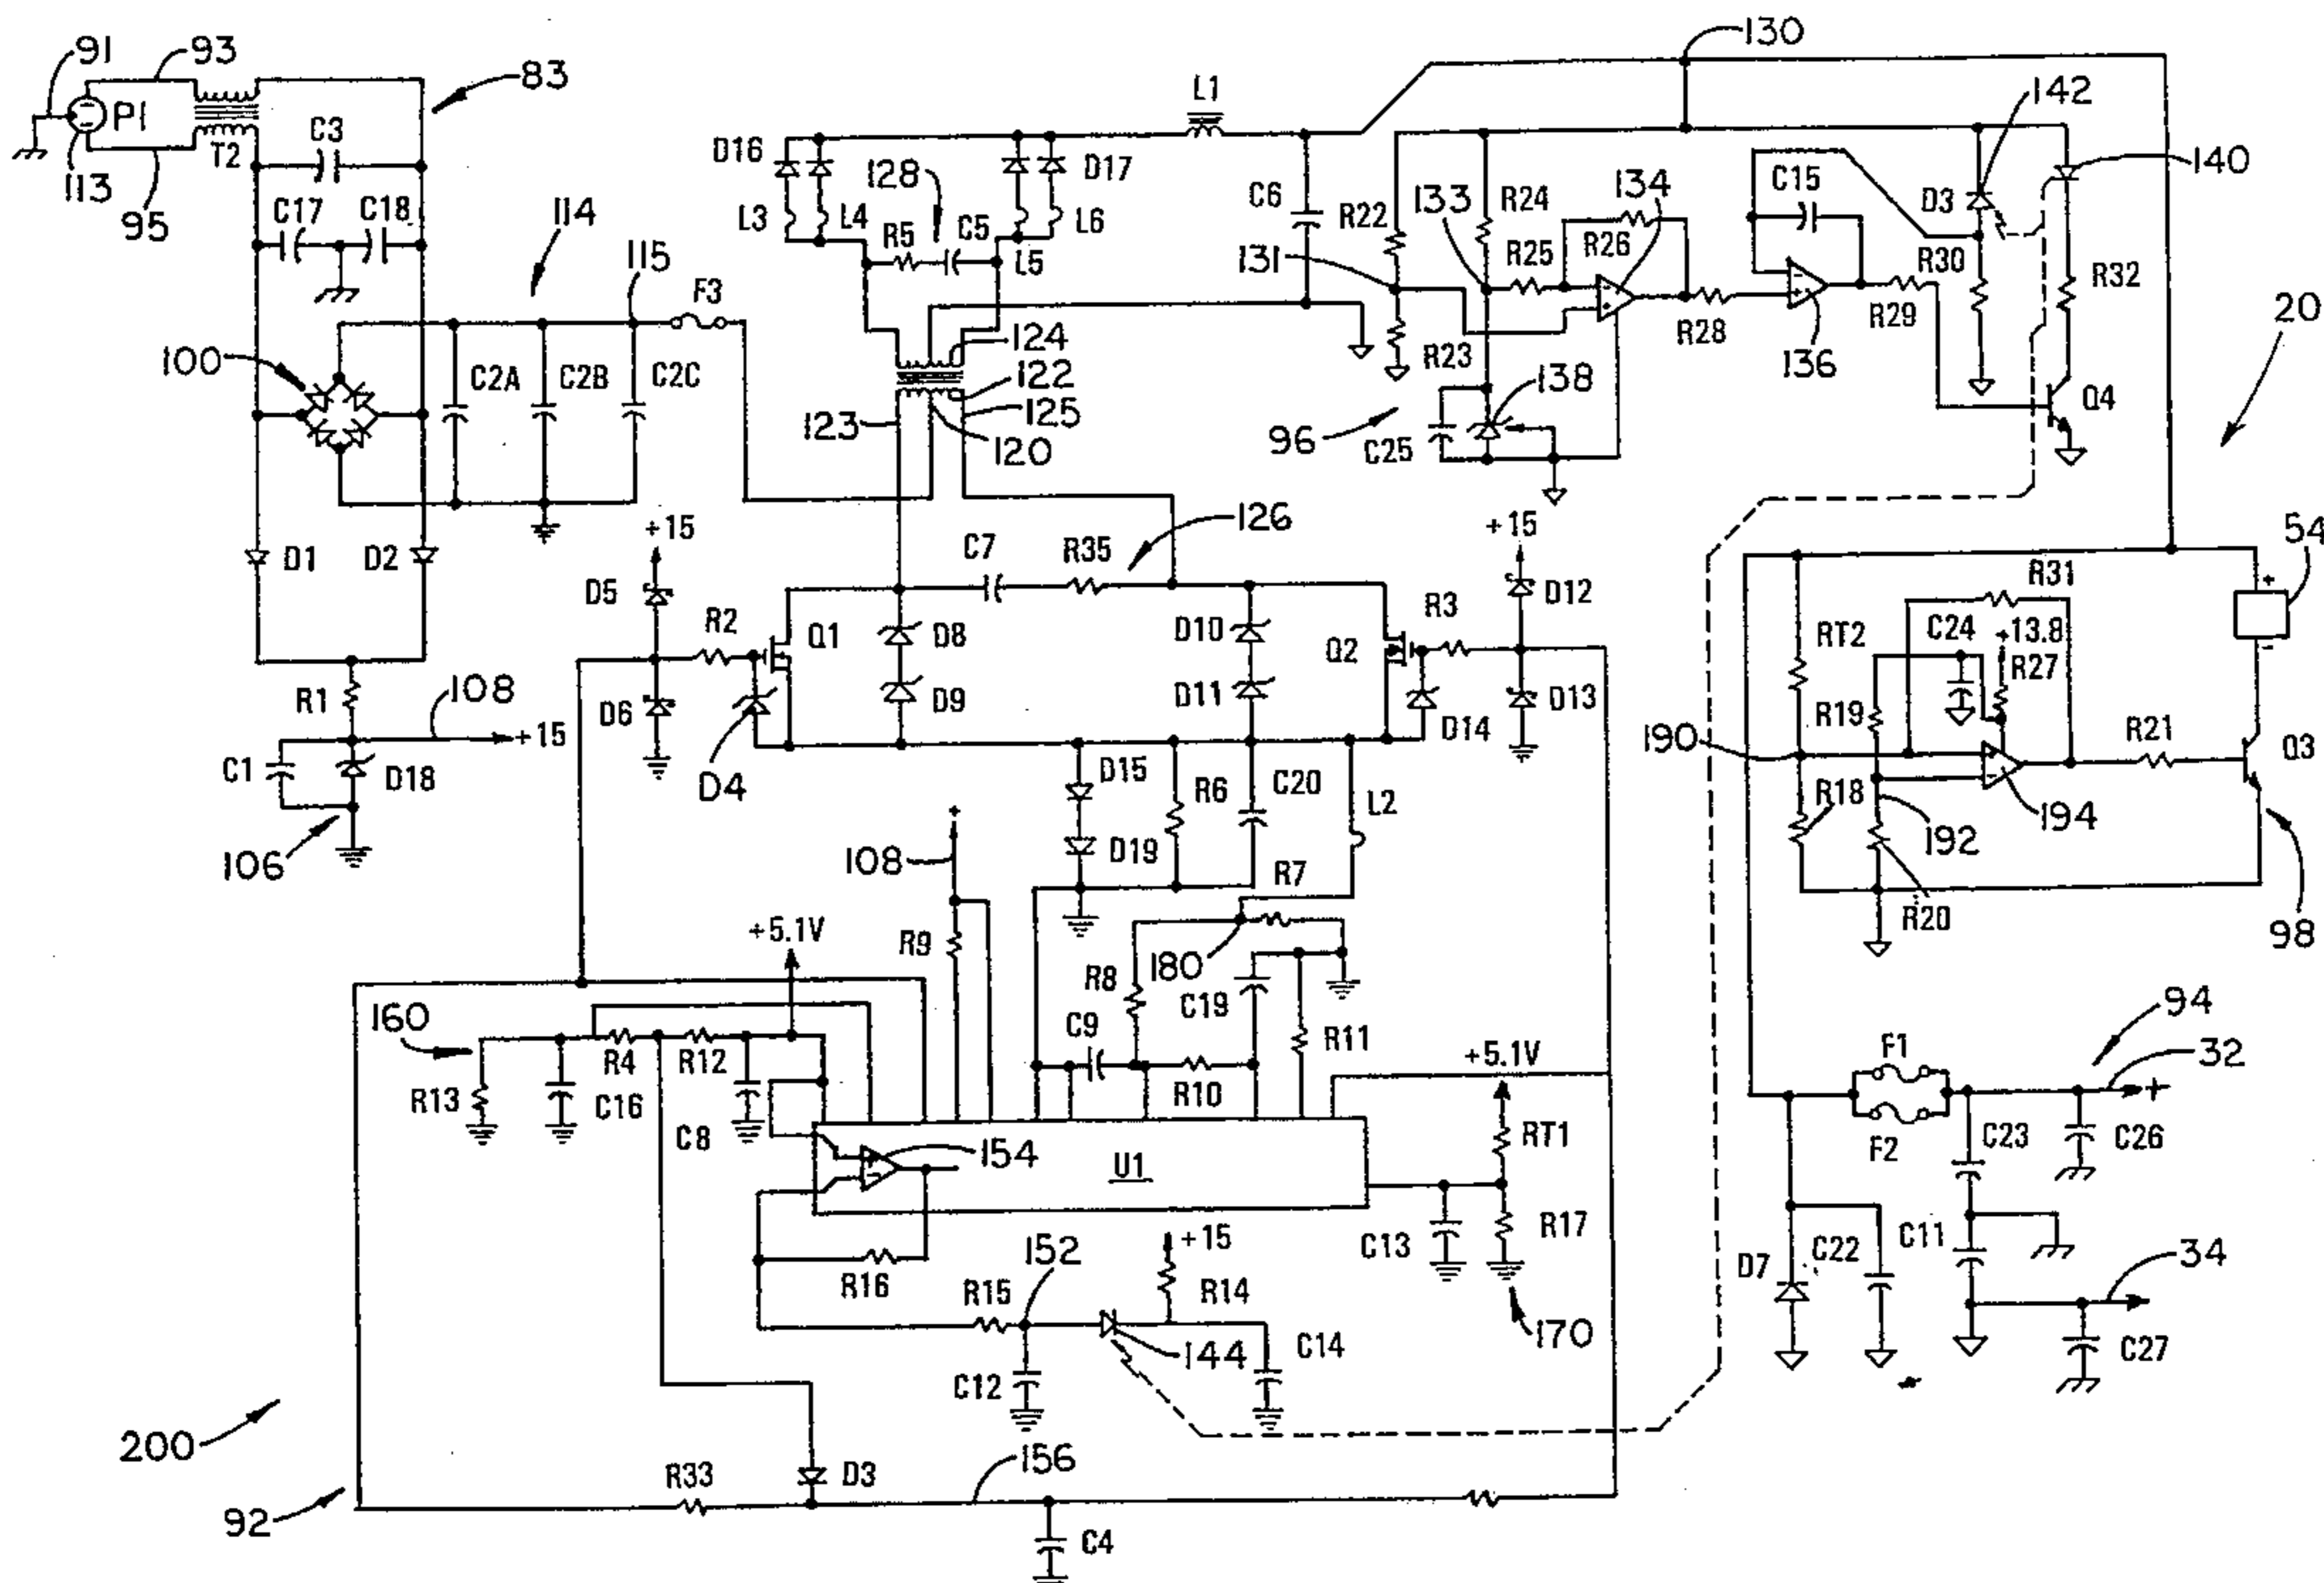 91
93
83
P1
T2
C3
113
95
C17
C18
114
115
F3
100
C2A
C2B
C2C
D1
D2
R1
108
+15
C1
D18
106
L1
D16
D17
128
L3
L4
R5
C5
L6
L5
C6
124
122
125
123
120
130
142
140
134
133
R24
R22
R25
R26
C15
D3
R30
R32
131
R23
R28
R29
136
138
96
C25
Q4
20
+15
126
+15
C7
R35
D5
R2
Q1
D8
D10
R3
D12
Q2
D6
D9
D11
D14
D13
D4
D15
R6
C20
L2
D19
54
+
-
R31
RT2
C24
+13.8
R27
R19
190
R21
Q3
R18
192
194
R20
98
108
+
R7
R9
+5.1V
R8
180
C19
160
R4
R12
C9
R10
R11
+5.1V
R13
C16
C8
154
U1
RT1
R17
C13
170
R16
R15
152
+15
R14
144
C14
C12
94
F1
32
+
F2
C23
C26
D7
C22
C11
34
C27
200
92
R33
D3
156
C4